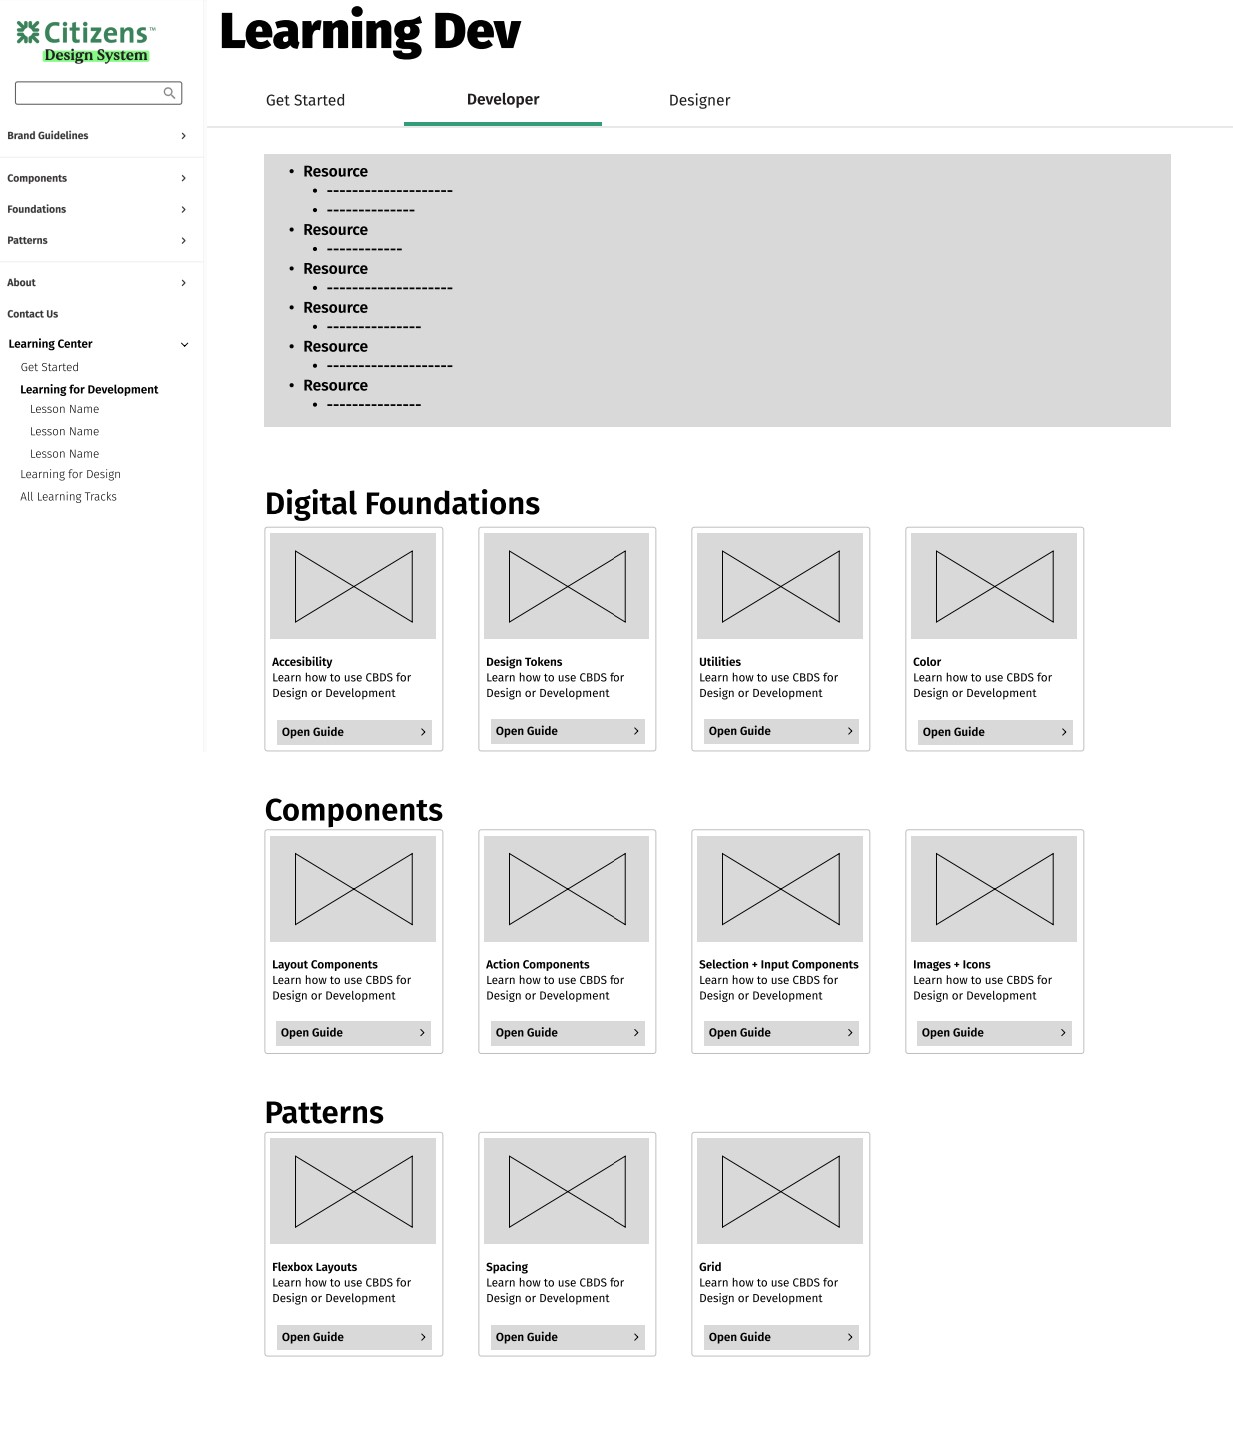 Citizens™
Design System
Brand Guidelines
Components
Foundations
Patterns
About
Contact Us
Learning Center
Get Started
Learning for Development
Lesson Name
Lesson Name
Lesson Name
Learning for Design
All Learning Tracks
Learning Dev
Get Started Developer Designer
• Resource
• --------------------
• --------------
• Resource
• ------------
• Resource
• --------------------
• Resource
• ---------------
• Resource
• --------------------
• Resource
• ---------------
Digital Foundations
Accesibility
Learn how to use CBDS for
Design or Development
Open Guide
Design Tokens
Learn how to use CBDS for
Design or Development
Open Guide
Utilities
Learn how to use CBDS for
Design or Development
Open Guide
Color
Learn how to use CBDS for
Design or Development
Open Guide
Components
Layout Components
Learn how to use CBDS for
Design or Development
Open Guide
Action Components
Learn how to use CBDS for
Design or Development
Open Guide
Selection + Input Components
Learn how to use CBDS for
Design or Development
Open Guide
Images + Icons
Learn how to use CBDS for
Design or Development
Open Guide
Patterns
Flexbox Layouts
Learn how to use CBDS for
Design or Development
Open Guide
Spacing
Learn how to use CBDS for
Design or Development
Open Guide
Grid
Learn how to use CBDS for
Design or Development
Open Guide